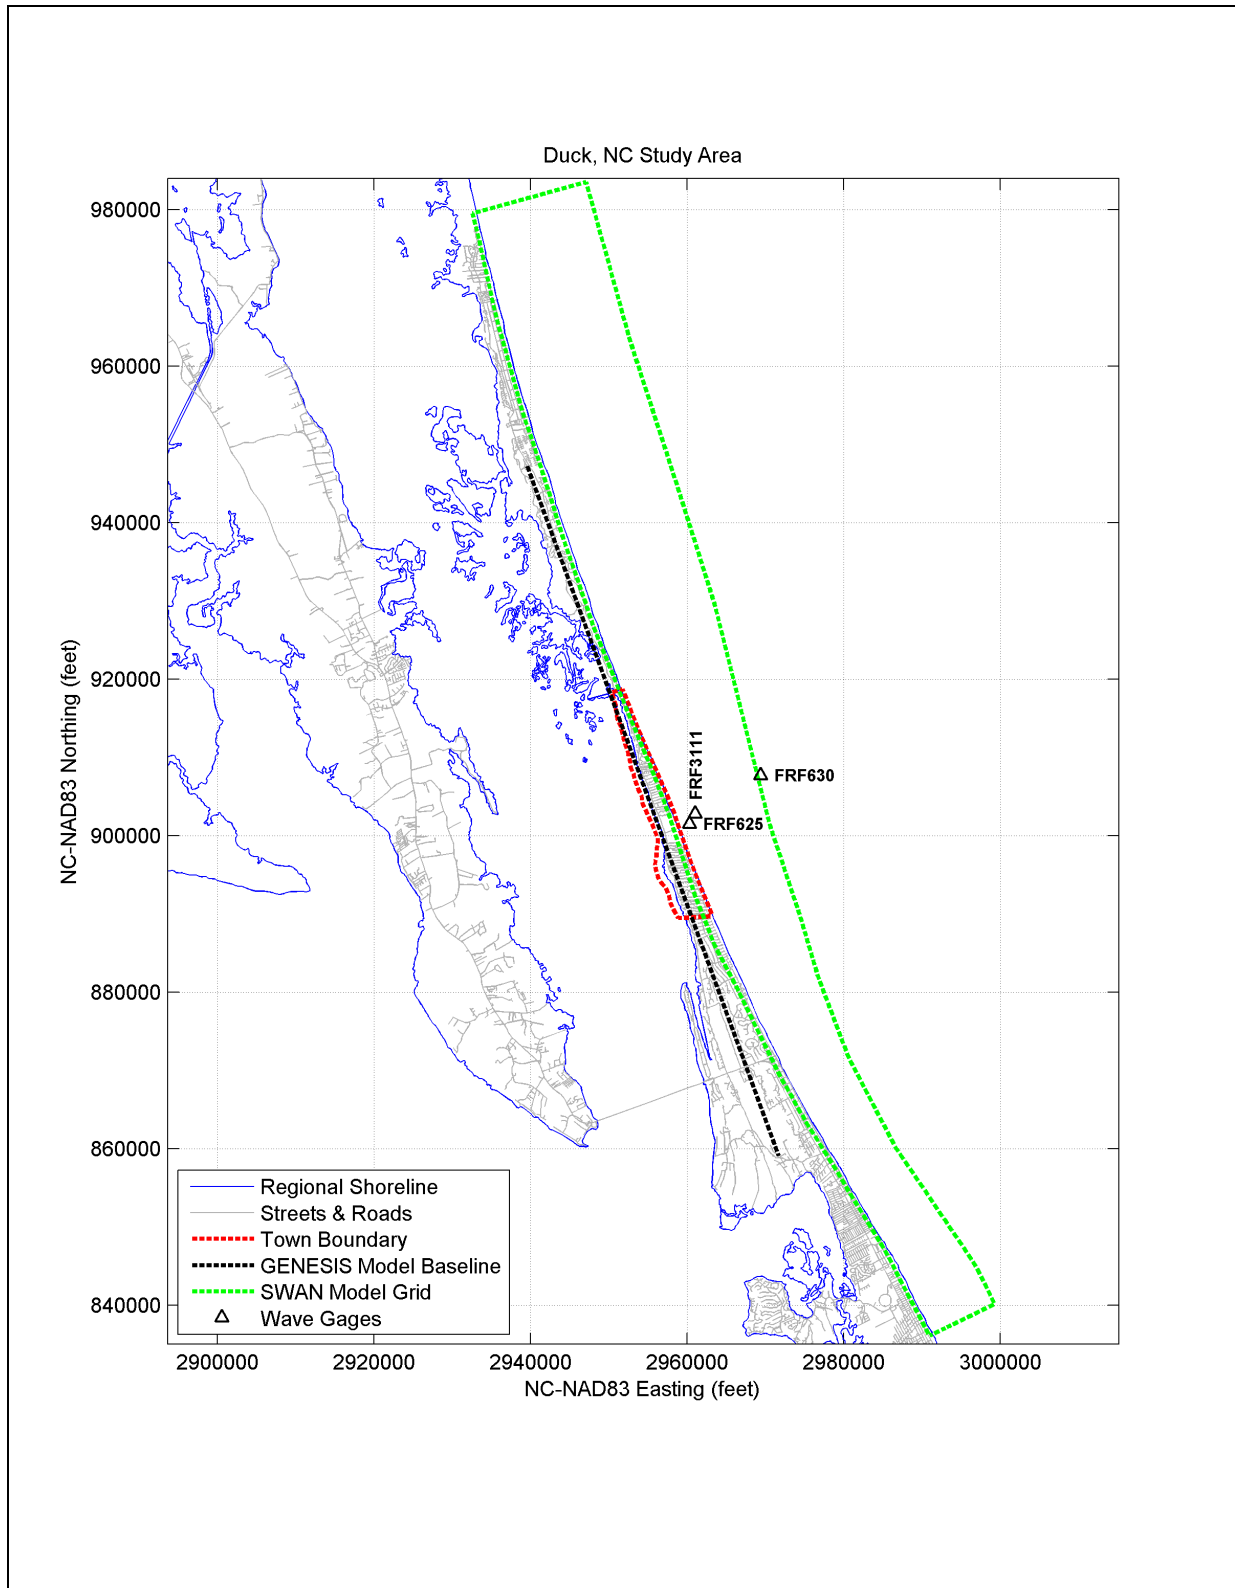 Duck, NC Study Area
980000
960000
940000
920000
900000
880000
860000
840000
NC-NAD83 Northing (feet)
FRF3111
FRF630
FRF625
Regional Shoreline
Streets & Roads
Town Boundary
GENESIS Model Baseline
SWAN Model Grid
Wave Gages
2900000 2920000 2940000 2960000 2980000 3000000
NC-NAD83 Easting (feet)